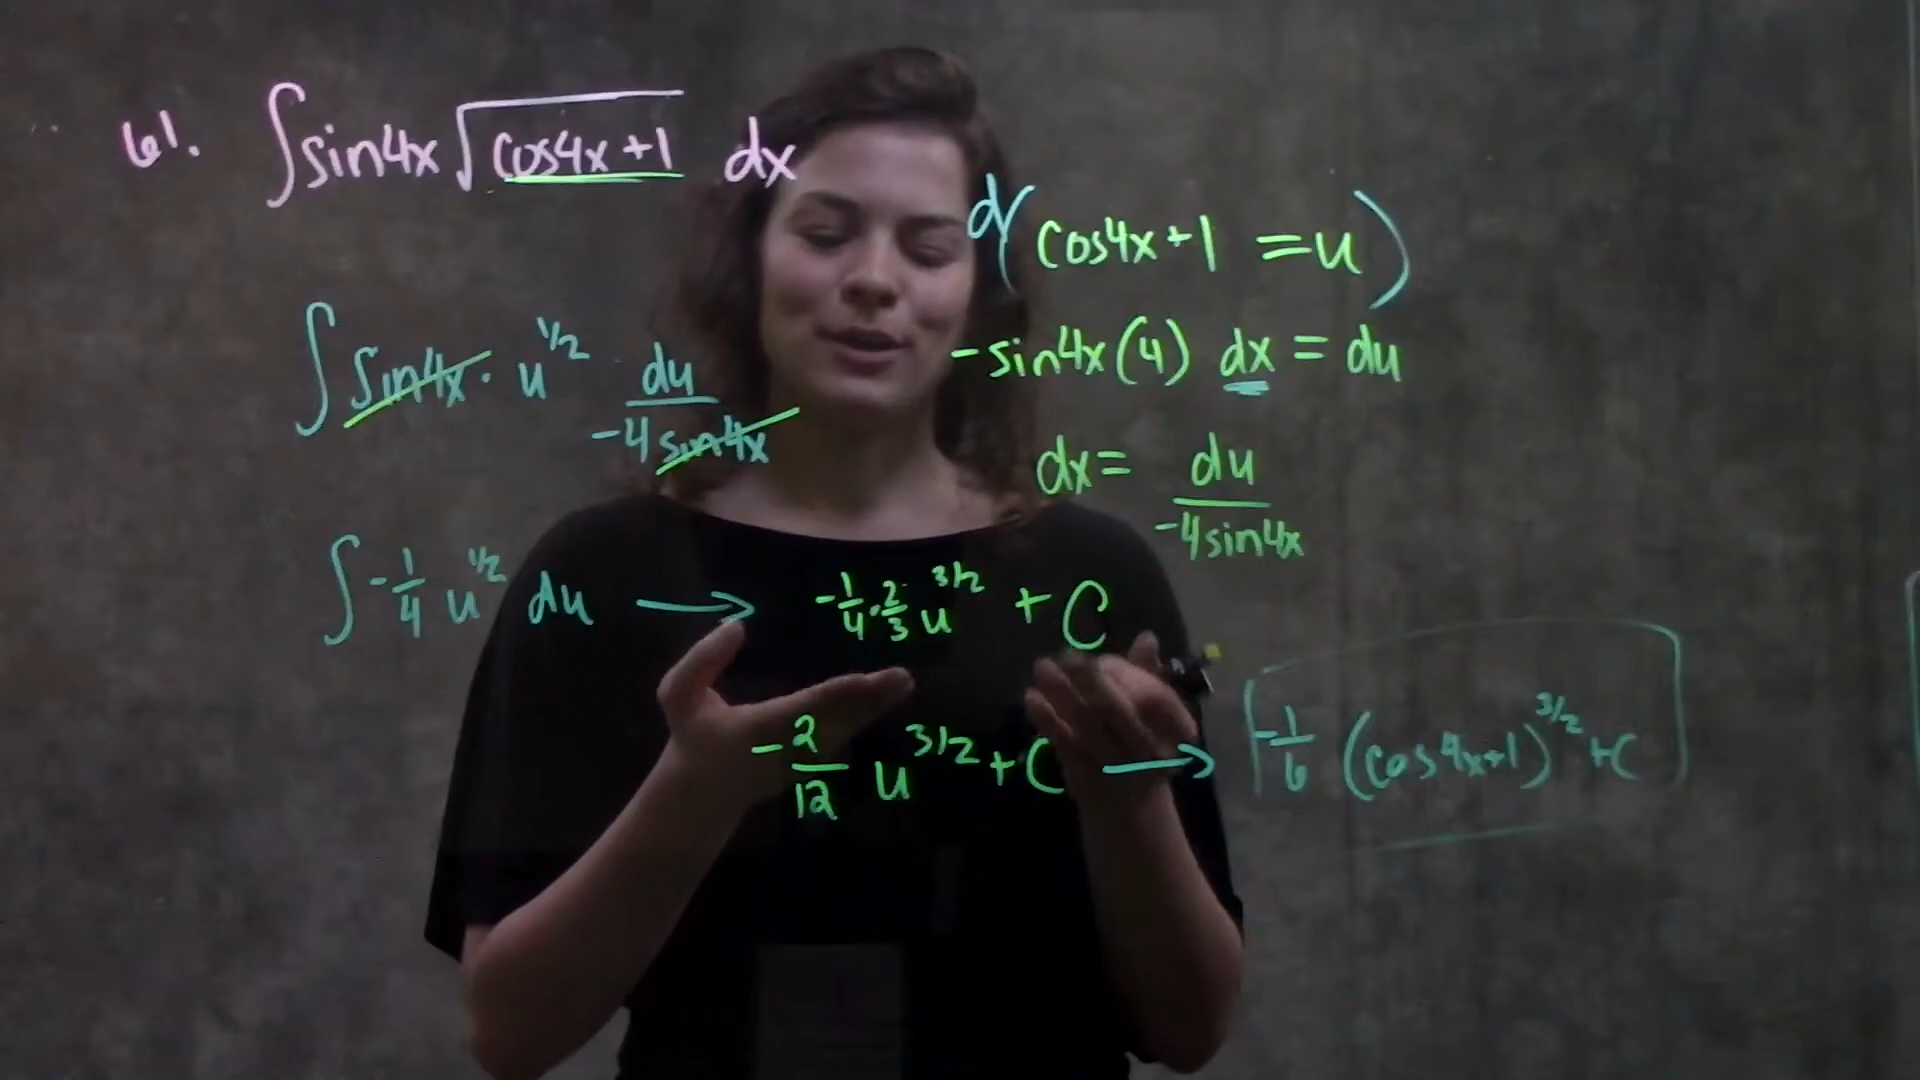 61. ∫sin4x√(cos4x+1) dx
d(cos4x+1 = u)
∫sin4x · u^1/2 du/-4sin4x
-sin4x(4) dx = du
dx = du/-4sin4x
∫-1/4 u^1/2 du → -1/4 · 2/3 u^3/2 + C
-2/12 u^3/2 + C → -1/6 (cos4x+1)^3/2 + C